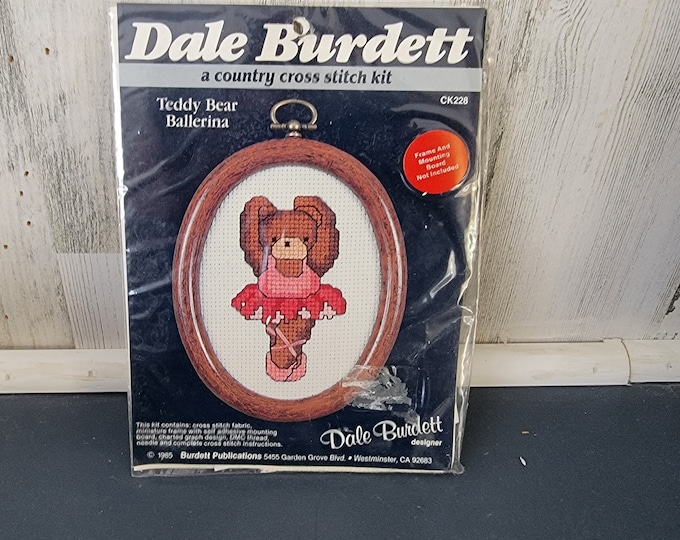 Dale Burdett
a country cross stitch kit
Teddy Bear
Ballerina
CK228
Frame And
Mounting
Board
Not Included
This kit contains: cross stitch fabric,
miniature frame with self adhesive mounting
board, charted graph design, DMC thread,
needle and complete cross stitch instructions.
Dale Burdett
designer
© 1985 Burdett Publications 5455 Garden Grove Blvd. • Westminster, CA 92683